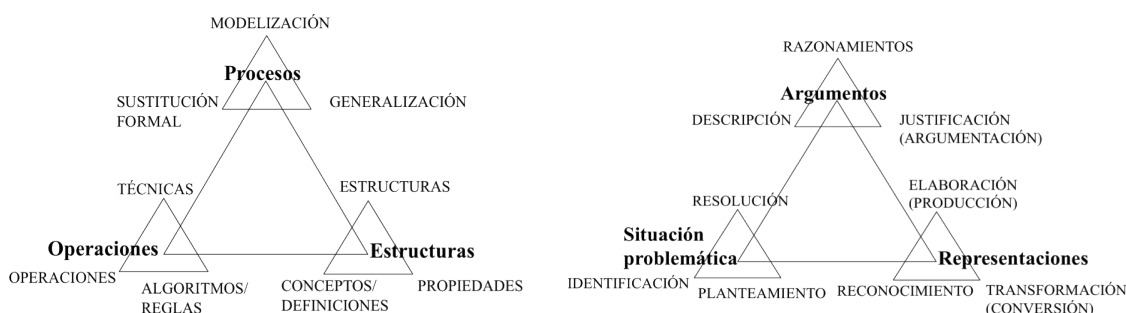 MODELIZACIÓN
Procesos
SUSTITUCIÓN
FORMAL
GENERALIZACIÓN
TÉCNICAS
ESTRUCTURAS
Operaciones
Estructuras
OPERACIONES
ALGORITMOS/
REGLAS
CONCEPTOS/
DEFINICIONES
PROPIEDADES
RAZONAMIENTOS
Argumentos
DESCRIPCIÓN
JUSTIFICACIÓN
(ARGUMENTACIÓN)
RESOLUCIÓN
ELABORACIÓN
(PRODUCCIÓN)
Situación
problemática
Representaciones
IDENTIFICACIÓN
PLANTEAMIENTO
RECONOCIMIENTO
TRANSFORMACIÓN
(CONVERSIÓN)